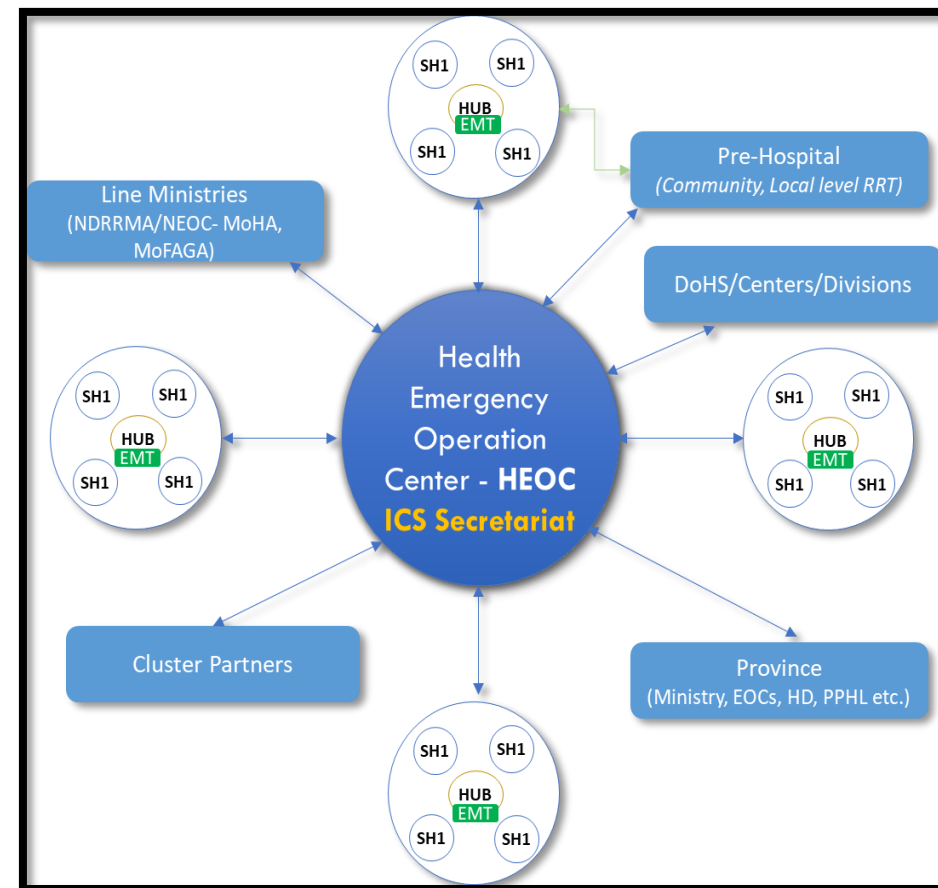 SH1
SH1
HUB
EMT
SH1
SH1
Pre-Hospital
(Community, Local level RRT)
Line Ministries
(NDRRMA/NEOC- MoHA,
MoFAGA)
DoHS/Centers/Divisions
Health
Emergency
Operation
Center - HEOC
ICS Secretariat
SH1
SH1
HUB
EMT
SH1
SH1
SH1
SH1
HUB
EMT
SH1
SH1
Cluster Partners
Province
(Ministry, EOCs, HD, PPHL etc.)
SH1
SH1
HUB
EMT
SH1
SH1